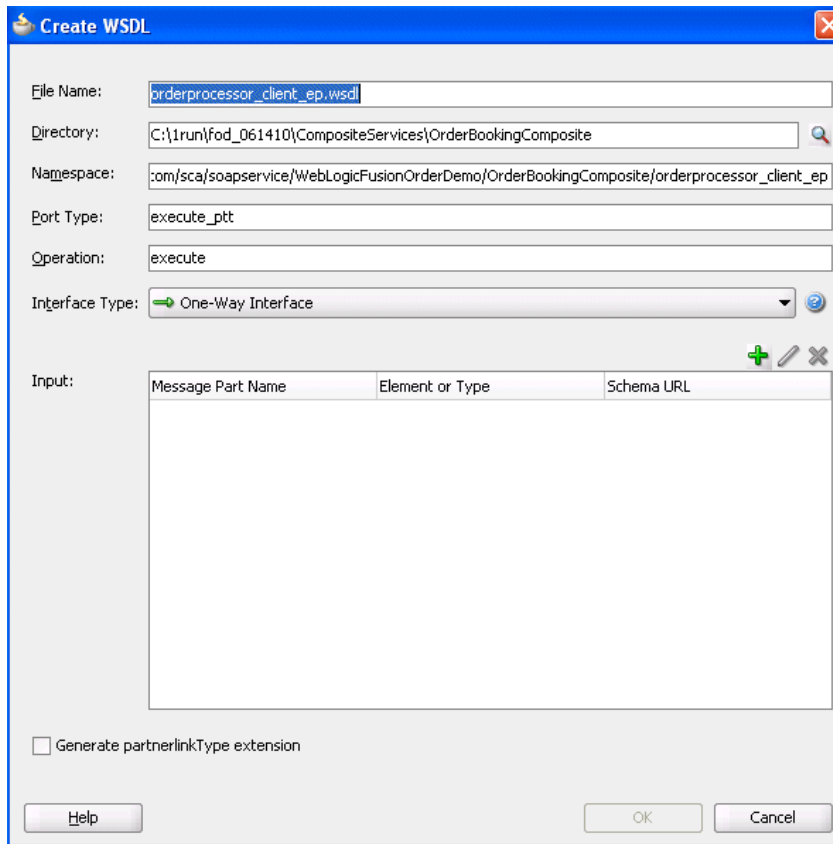 Create WSDL
File Name: orderprocessor_client_ep.wsdl
Directory: C:\1run\fod_061410\CompositeServices\OrderBookingComposite
Namespace: :om/sca/soapservice/WebLogicFusionOrderDemo/OrderBookingComposite/orderprocessor_client_ep
Port Type: execute_ptt
Operation: execute
Interface Type: One-Way Interface
Input: Message Part Name Element or Type Schema URL
Generate partnerlinkType extension
Help OK Cancel